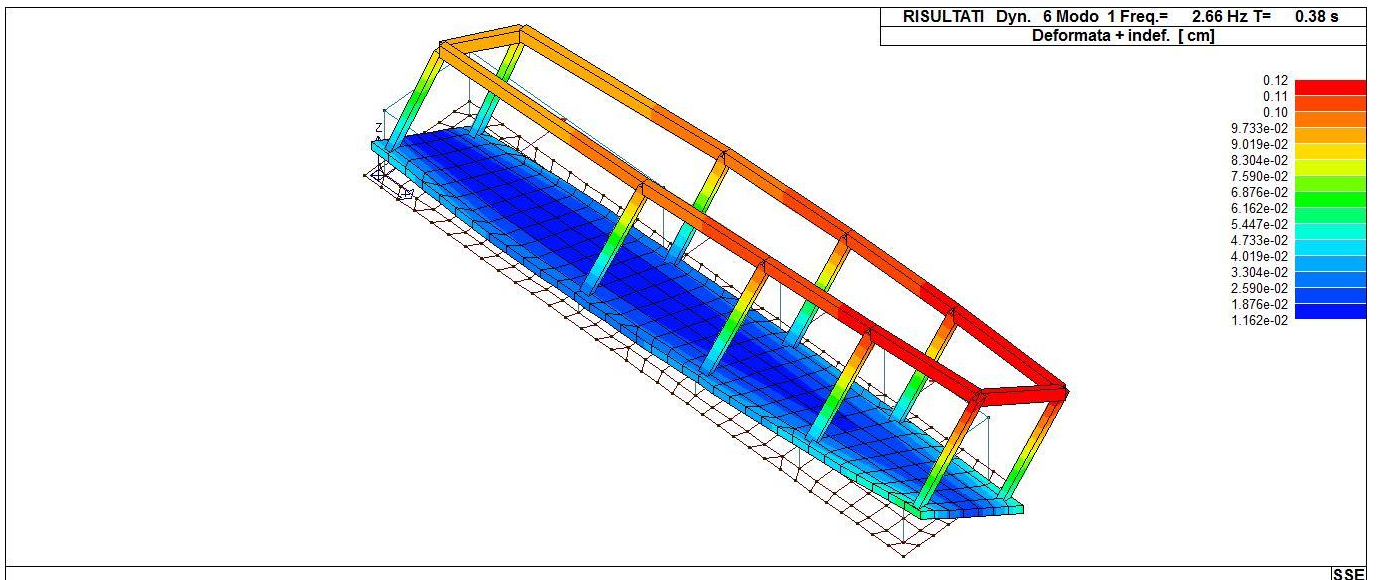 RISULTATI Dyn. 6 Modo 1 Freq.= 2.66 Hz T= 0.38 s
Deformata + indef. [ cm]
0.12
0.11
0.10
9.733e-02
9.019e-02
8.304e-02
7.590e-02
6.876e-02
6.162e-02
5.447e-02
4.733e-02
4.019e-02
3.304e-02
2.590e-02
1.876e-02
1.162e-02
Z
SSE